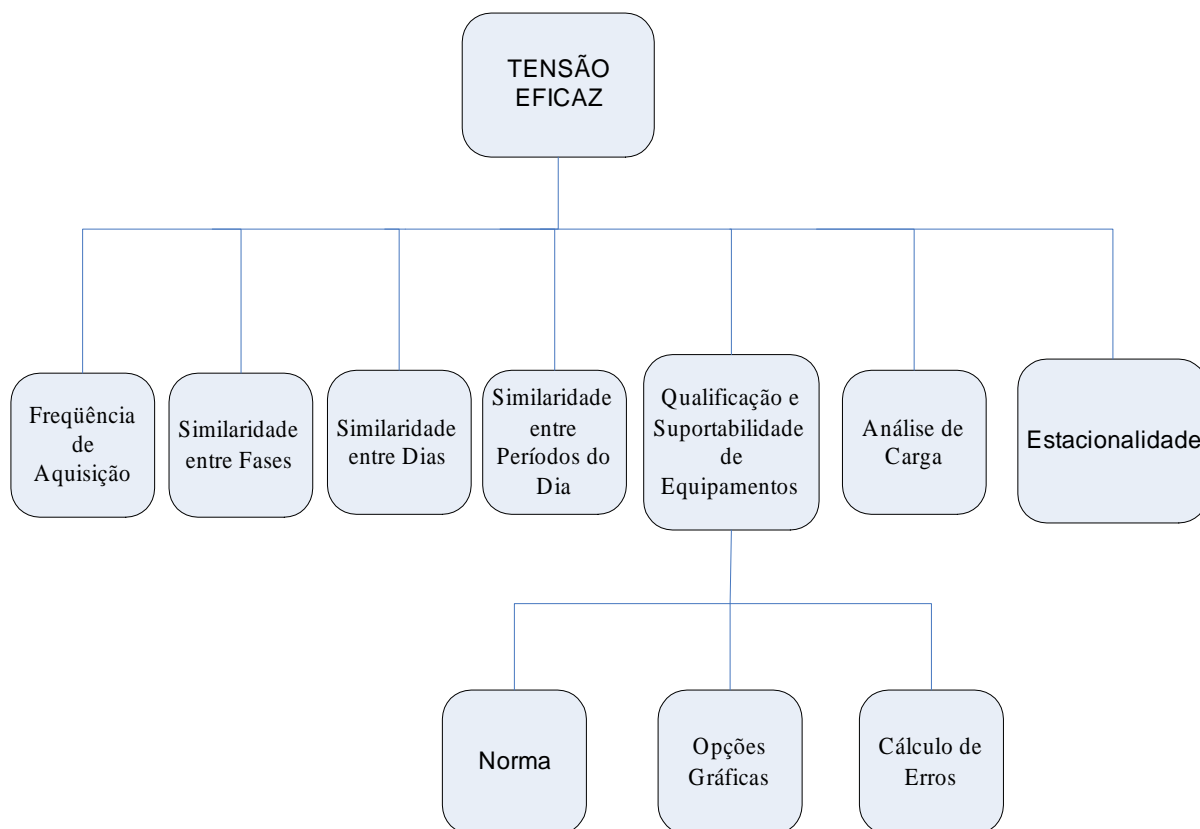 TENSÃO
EFICAZ
Freqüência
de
Aquisição
Similaridade
entre Fases
Similaridade
entre Dias
Similaridade
entre
Períodos do
Dia
Qualificação e
Suportabilidade
de
Equipamentos
Análise de
Carga
Estacionalidade
Norma
Opções
Gráficas
Cálculo de
Erros